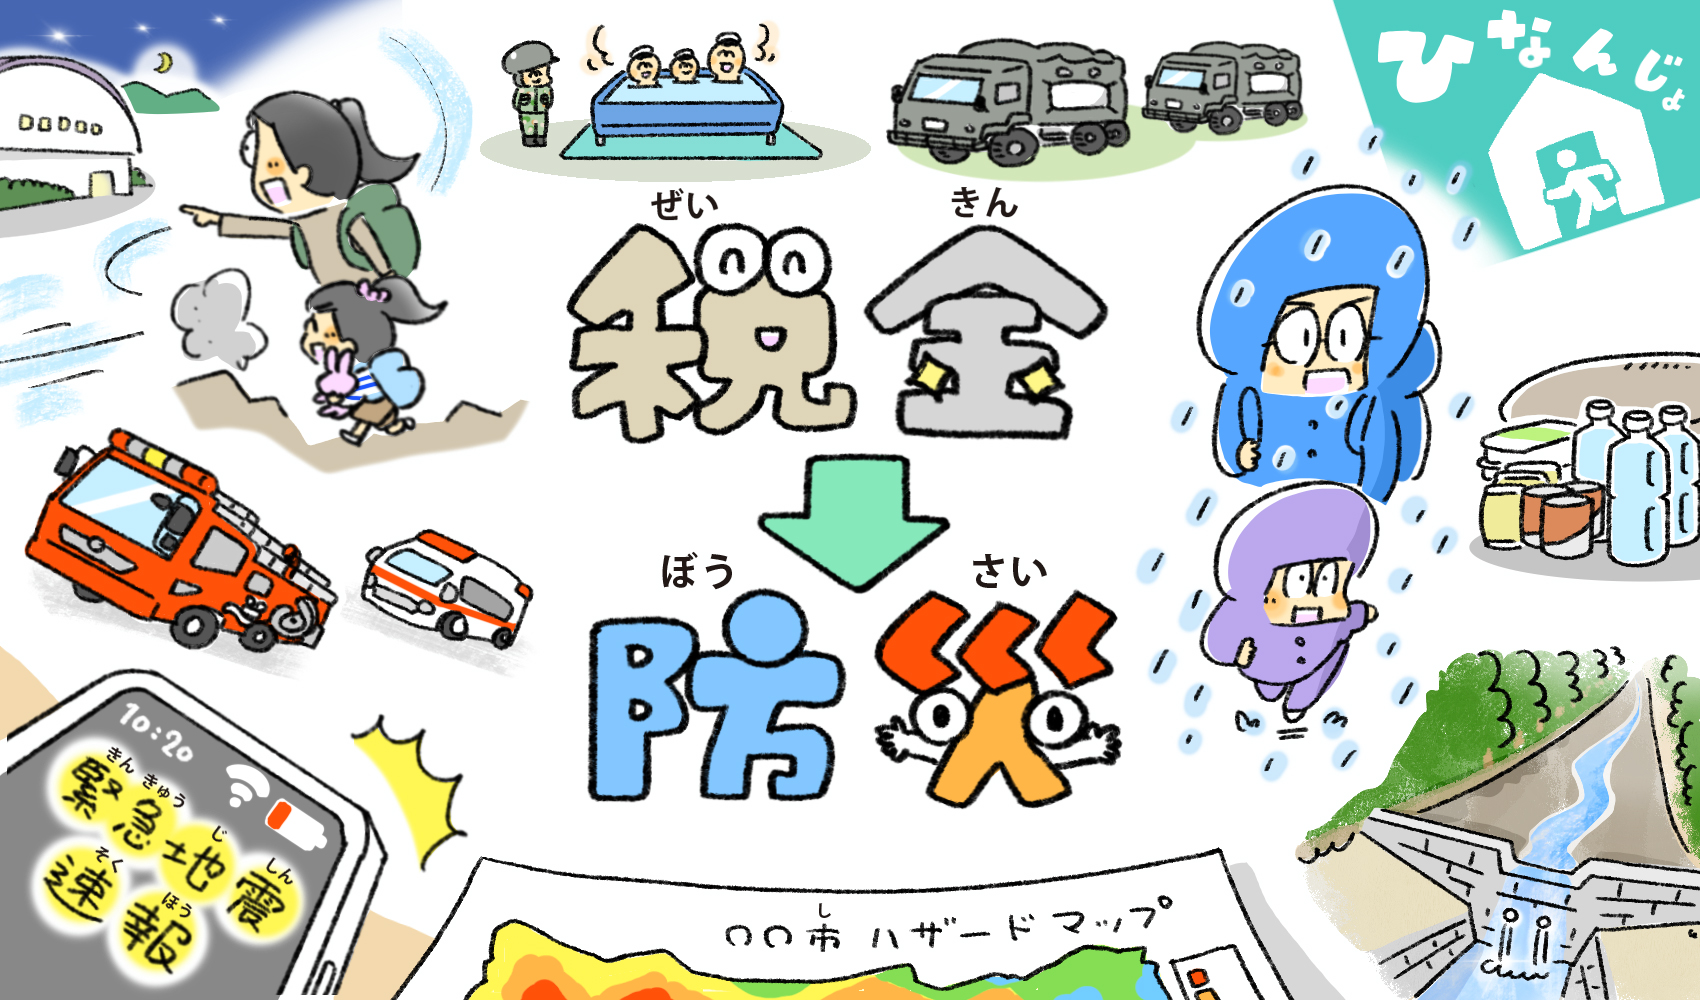 ひなんじょ
ぜい きん
税金
ぼう さい
防災
10:20
きんきゅう じ しん
緊急地震
そく ほう
速報
し
〇〇市ハザードマップ